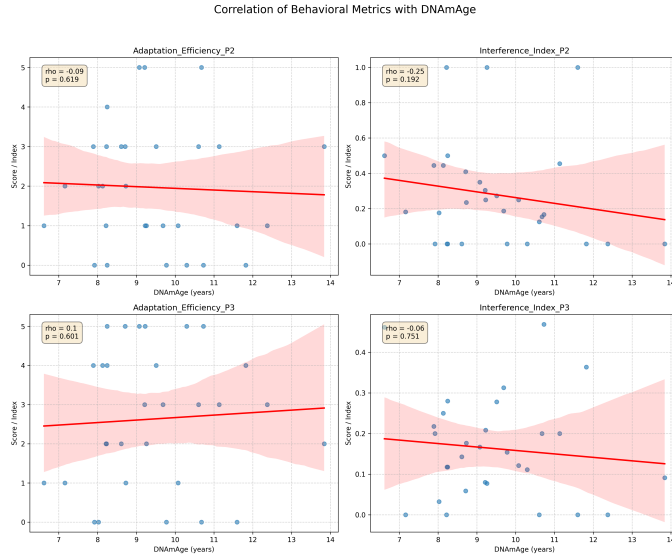 Correlation of Behavioral Metrics with DNAmAge
Adaptation_Efficiency_P2
rho = -0.09
p = 0.619
Score / Index
5
4
3
2
1
0
7 8 9 10 11 12 13 14
DNAmAge (years)
Interference_Index_P2
rho = -0.25
p = 0.192
Score / Index
1.0
0.8
0.6
0.4
0.2
0.0
7 8 9 10 11 12 13 14
DNAmAge (years)
Adaptation_Efficiency_P3
rho = 0.1
p = 0.601
Score / Index
5
4
3
2
1
0
7 8 9 10 11 12 13 14
DNAmAge (years)
Interference_Index_P3
rho = -0.06
p = 0.751
Score / Index
0.4
0.3
0.2
0.1
0.0
7 8 9 10 11 12 13 14
DNAmAge (years)